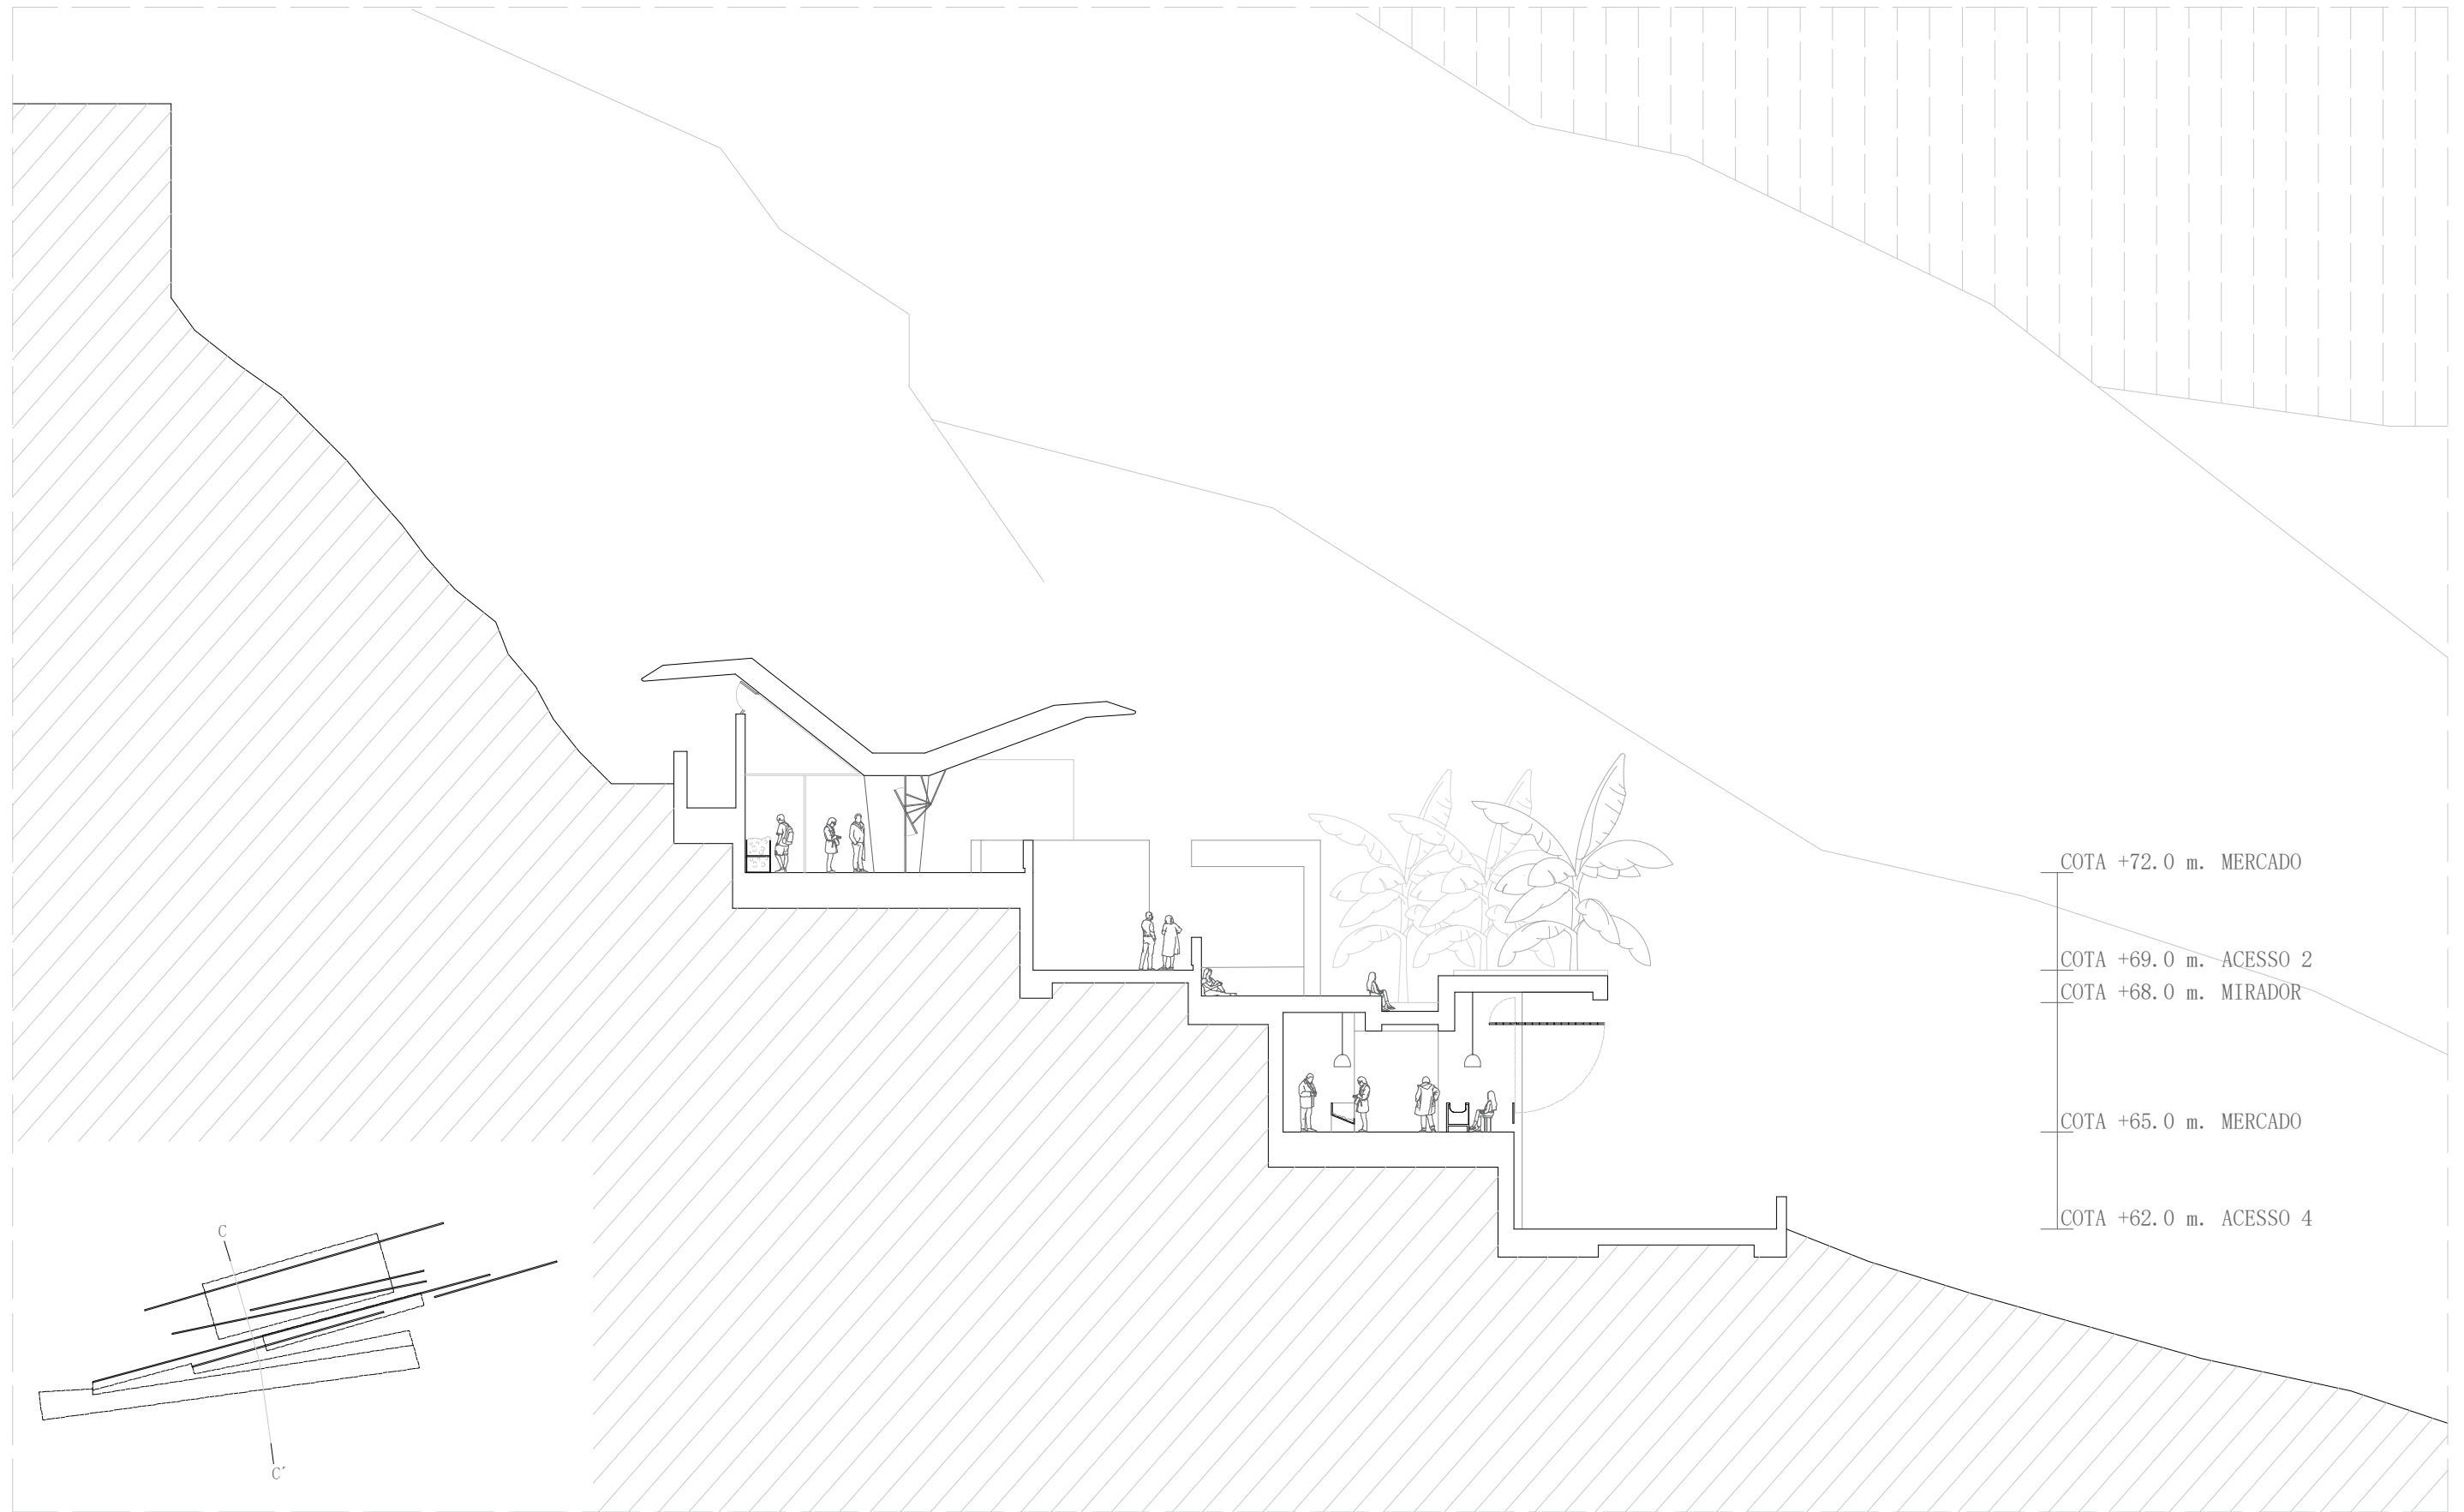 COTA +72.0 m. MERCADO
COTA +69.0 m. ACESSO 2
COTA +68.0 m. MIRADOR
COTA +65.0 m. MERCADO
COTA +62.0 m. ACESSO 4
C
C´